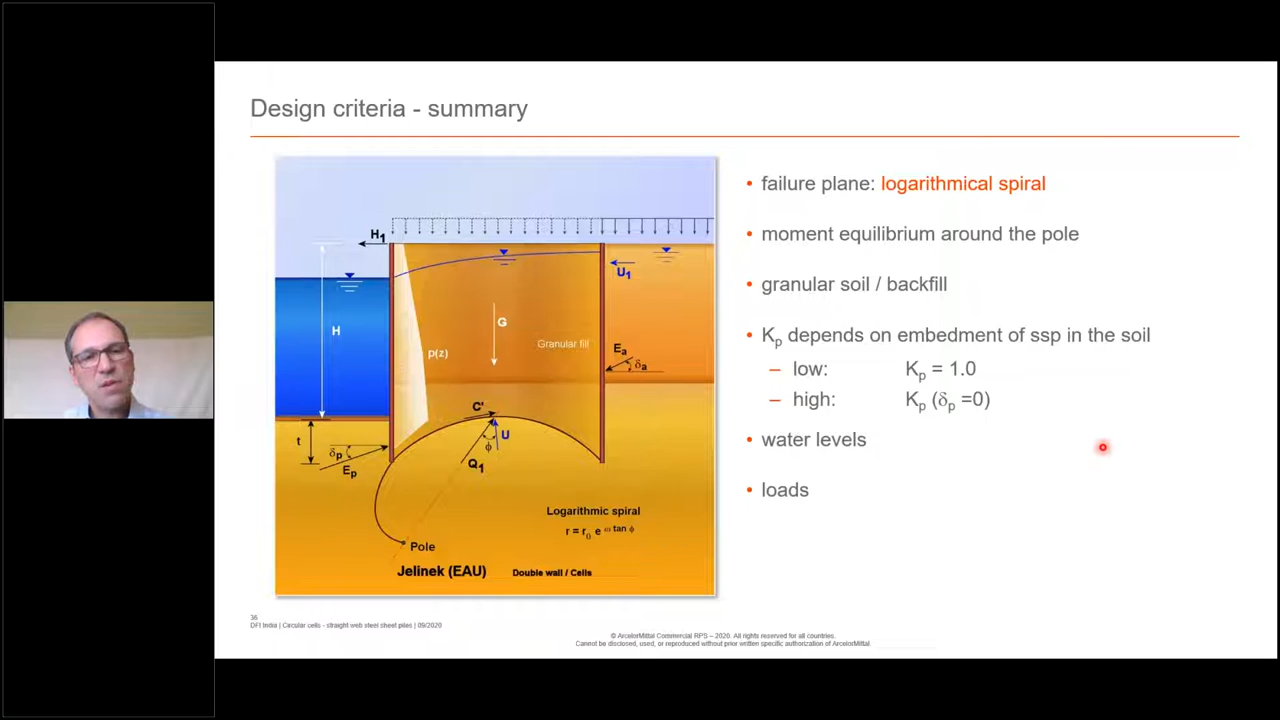 Design criteria - summary
H1
U1
H
G
Granular fill
p(z)
Ea
δa
C'
t
U
δp
ϕ
Ep
Q1
Logarithmic spiral
r = r0 e ω tan ϕ
Pole
Jelinek (EAU)
Double wall / Cells
• failure plane: logarithmical spiral
• moment equilibrium around the pole
• granular soil / backfill
• Kp depends on embedment of ssp in the soil
– low: Kp = 1.0
– high: Kp (δp =0)
• water levels
• loads
36
DFI India | Circular cells - straight web steel sheet piles | 09/2020
© ArcelorMittal Commercial RPS – 2020. All rights reserved for all countries.
Cannot be disclosed, used, or reproduced without prior written specific authorization of ArcelorMittal.